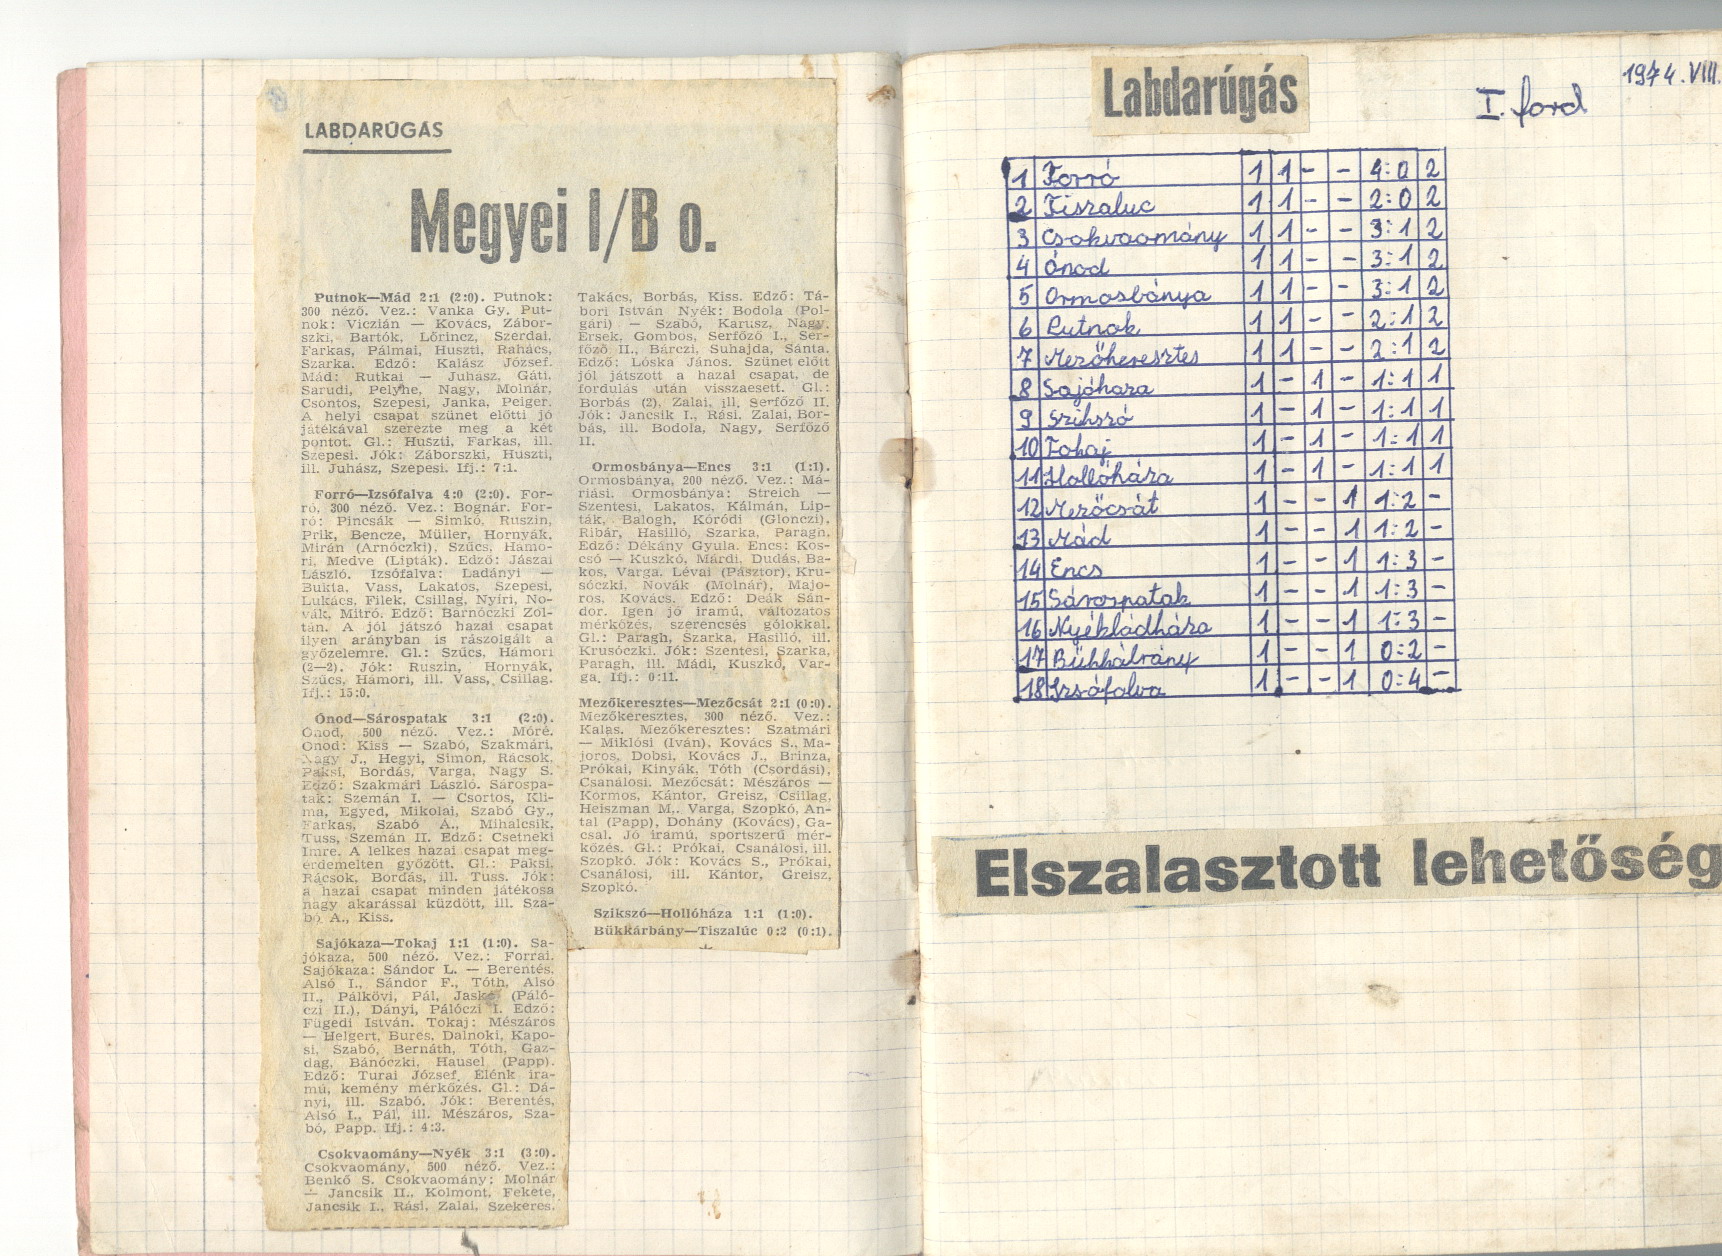 LABDARÚGÁS
Megyei I/B o.
Putnok—Mád 2:1 (2:0). Putnok:
300 néző. Vez.: Vanka Gy. Put-
nok: Viczián — Kovács, Zábor-
szki, Bartók, Lőrincz, Szerdai,
Farkas, Pálmai, Huszti, Rahács,
Szarka. Edző: Kalász József.
Mád: Rutkai — Juhász, Gáti,
Sarudi, Pelyhe, Nagy, Molnár,
Csontos, Szepesi, Janka, Peiger.
A helyi csapat szünet előtti jó
játékával szerezte meg a két
pontot. Gl.: Huszti, Farkas, ill.
Szepesi. Jók: Záborszki, Huszti,
ill. Juhász, Szepesi. Ifj.: 7:1.
Forró—Izsófalva 4:0 (2:0). For-
ró, 300 néző. Vez.: Bognár. For-
ró: Pincsák — Simkó, Ruszin,
Prik, Bencze, Müller, Hornyák,
Mirán (Arnóczki), Szűcs, Hamo-
ri, Medve (Lipták). Edző: Jászai
László. Izsófalva: Ladányi —
Bukta, Vass, Lakatos, Szepesi,
Lukács, Filek, Csillag, Nyíri, No-
vák, Mitró. Edző: Barnóczki Zol-
tán. A jól játszó hazai csapat
ilyen arányban is rászolgált a
győzelemre. Gl.: Szűcs, Hámori
(2—2). Jók: Ruszin, Hornyák,
Szűcs, Hámori, ill. Vass, Csillag.
Ifj.: 15:0.
Ónod—Sárospatak 3:1 (2:0).
Ónod, 500 néző. Vez.: Móré.
Ónod: Kiss — Szabó, Szakmári,
Nagy J., Hegyi, Simon, Rácsok,
Paksi, Bordás, Varga, Nagy S.
Edző: Szakmári László. Sárospa-
tak: Szemán I. — Csortos, Kli-
ma, Egyed, Mikolai, Szabó Gy.,
Farkas, Szabó A., Mihalcsik,
Tuss, Szemán II. Edző: Csetneki
Imre. A lelkes hazai csapat meg-
érdemelten győzött. Gl.: Paksi,
Rácsok, Bordás, ill. Tuss. Jók:
a hazai csapat minden játékosa
nagy akarással küzdött, ill. Sza-
bó A., Kiss.
Sajókaza—Tokaj 1:1 (1:0). Sa-
jókaza, 500 néző. Vez.: Forrai.
Sajókaza: Sándor L. — Berentés,
Alsó I., Sándor F., Tóth, Alsó
II., Pálkövi, Pál, Jaskó (Páló-
czi II.), Dányi, Pálóczi I. Edző:
Fügedi István. Tokaj: Mészáros
— Helgert, Bures, Dalnoki, Kapo-
si, Szabó, Bernáth, Tóth, Gaz-
dag, Bánóczki, Hausel (Papp).
Edző: Turai József. Élénk ira-
mú, kemény mérkőzés. Gl.: Dá-
nyi, ill. Szabó. Jók: Berentés,
Alsó I., Pál, ill. Mészáros, Sza-
bó, Papp. Ifj.: 4:3.
Csokvaomány—Nyék 3:1 (3:0).
Csokvaomány, 500 néző. Vez.:
Benkő S. Csokvaomány: Molnár
— Jancsik II., Kolmont, Fekete,
Jancsik I., Rási, Zalai, Szekeres,
Takács, Borbás, Kiss. Edző: Tá-
bori István Nyék: Bodola (Pol-
gári) — Szabó, Karusz, Nagy,
Érsek, Gombos, Serfőző I., Ser-
főző II., Bárczi, Suhajda, Sánta.
Edző: Lóska János. Szünet előtt
jól játszott a hazai csapat, de
fordulás után visszaesett. Gl.:
Borbás (2), Zalai, ill. Serfőző II.
Jók: Jancsik I., Rási, Zalai, Bor-
bás, ill. Bodola, Nagy, Serfőző
II.
Ormosbánya—Encs 3:1 (1:1).
Ormosbánya, 200 néző. Vez.: Má-
riási. Ormosbánya: Streich —
Szentesi, Lakatos, Kálmán, Lip-
ták, Balogh, Kóródi (Glonczi),
Ribár, Hasilló, Szarka, Paragh.
Edző: Dékány Gyula. Encs: Kos-
csó — Kuszkó, Márdi, Dudás, Ba-
kos, Varga, Lévai (Pásztor), Kru-
sóczki, Novák (Molnár), Majo-
ros, Kovács. Edző: Deák Sán-
dor. Igen jó iramú, változatos
mérkőzés, szerencsés gólokkal.
Gl.: Paragh, Szarka, Hasilló, ill.
Krusóczki. Jók: Szentesi, Szarka,
Paragh, ill. Mádi, Kuszkó, Var-
ga. Ifj.: 0:11.
Mezőkeresztes—Mezőcsát 2:1 (0:0).
Mezőkeresztes, 300 néző. Vez.:
Kalas. Mezőkeresztes: Szatmári
— Miklósi (Iván), Kovács S., Ma-
joros, Dobsi, Kovács J., Brinza,
Prókai, Kinyák, Tóth (Csordási),
Csanálosi. Mezőcsát: Mészáros —
Kormos, Kántor, Greisz, Csillag,
Heiszman M., Varga, Szopkó, An-
tal (Papp), Dohány (Kovács), Ga-
csal. Jó iramú, sportszerű mér-
kőzés. Gl.: Prókai, Csanálosi, ill.
Szopkó. Jók: Kovács S., Prókai,
Csanálosi, ill. Kántor, Greisz,
Szopkó.
Szikszó—Hollóháza 1:1 (1:0).
Bükkárbány—Tiszalúc 0:2 (0:1).
Labdarúgás
I. ford
1974. VIII.
1 Forró 1 1 - - 4:0 2
2 Tiszaluc 1 1 - - 2:0 2
3 Csokvaomány 1 1 - - 3:1 2
4 Ónod 1 1 - - 3:1 2
5 Ormosbánya 1 1 - - 3:1 2
6 Putnok 1 1 - - 2:1 2
7 Mezőkeresztes 1 1 - - 2:1 2
8 Sajókaza 1 - 1 - 1:1 1
9 Szikszó 1 - 1 - 1:1 1
10 Tokaj 1 - 1 - 1:1 1
11 Hollóháza 1 - 1 - 1:1 1
12 Mezőcsát 1 - - 1 1:2 -
13 Mád 1 - - 1 1:2 -
14 Encs 1 - - 1 1:3 -
15 Sárospatak 1 - - 1 1:3 -
16 Nyékládháza 1 - - 1 1:3 -
17 Bükkábrány 1 - - 1 0:2 -
18 Izsófalva 1 - - 1 0:4 -
Elszalasztott lehetőség